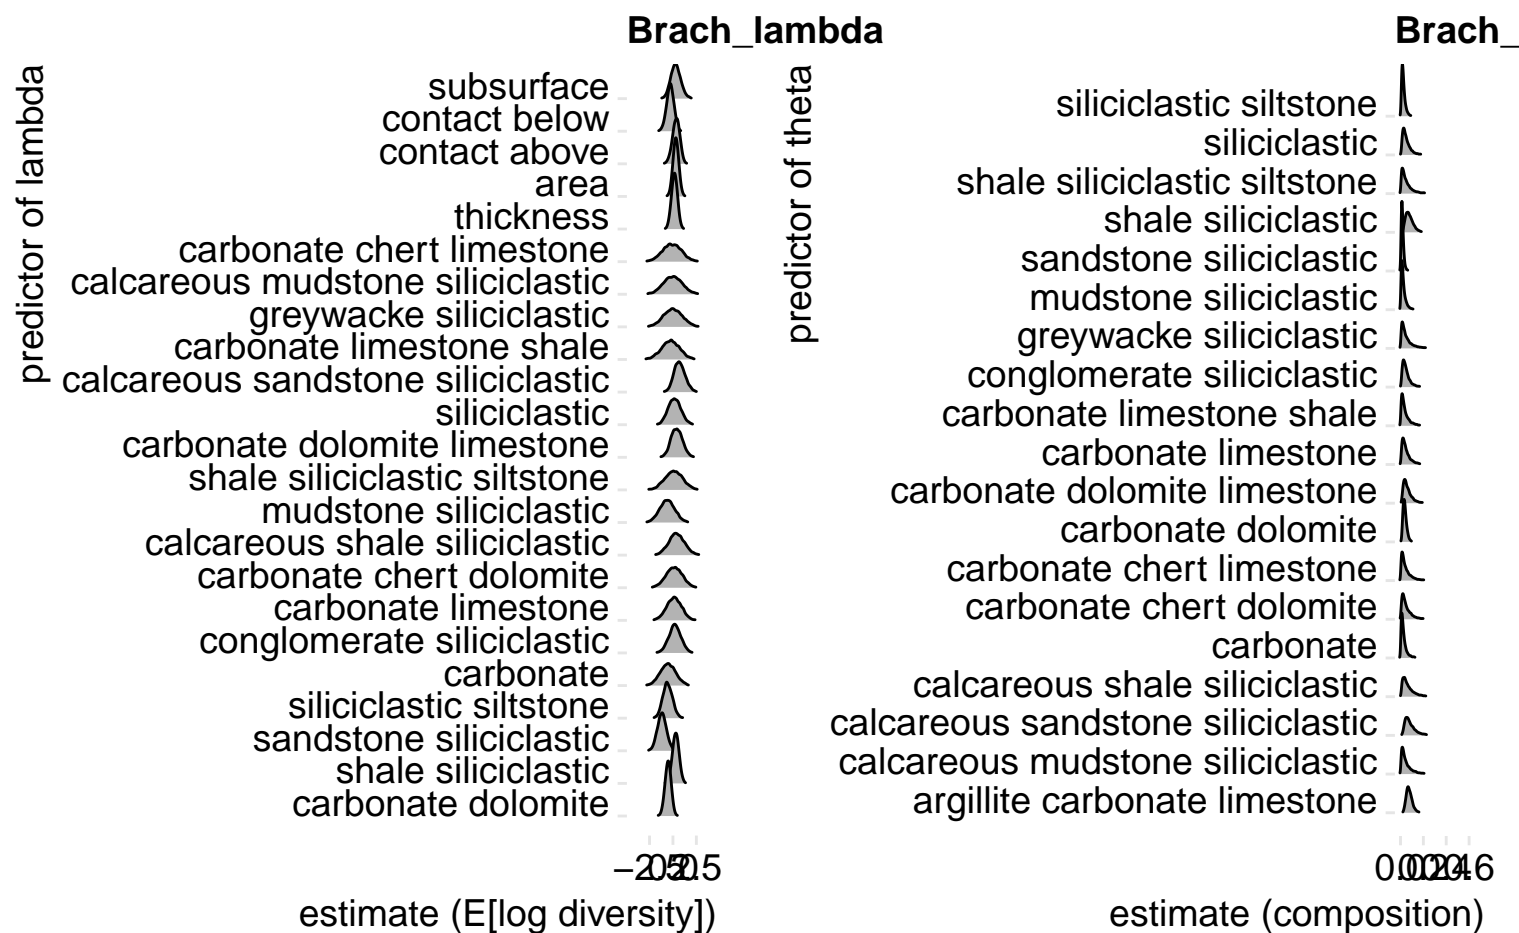 Brach_lambda
predictor of lambda
subsurface
contact below
contact above
area
thickness
carbonate chert limestone
calcareous mudstone siliciclastic
greywacke siliciclastic
carbonate limestone shale
calcareous sandstone siliciclastic
siliciclastic
carbonate dolomite limestone
shale siliciclastic siltstone
mudstone siliciclastic
calcareous shale siliciclastic
carbonate chert dolomite
carbonate limestone
conglomerate siliciclastic
carbonate
siliciclastic siltstone
sandstone siliciclastic
shale siliciclastic
carbonate dolomite
estimate (E[log diversity])
Brach_
predictor of theta
siliciclastic siltstone
siliciclastic
shale siliciclastic siltstone
shale siliciclastic
sandstone siliciclastic
mudstone siliciclastic
greywacke siliciclastic
conglomerate siliciclastic
carbonate limestone shale
carbonate limestone
carbonate dolomite limestone
carbonate dolomite
carbonate chert limestone
carbonate chert dolomite
carbonate
calcareous shale siliciclastic
calcareous sandstone siliciclastic
calcareous mudstone siliciclastic
argillite carbonate limestone
estimate (composition)